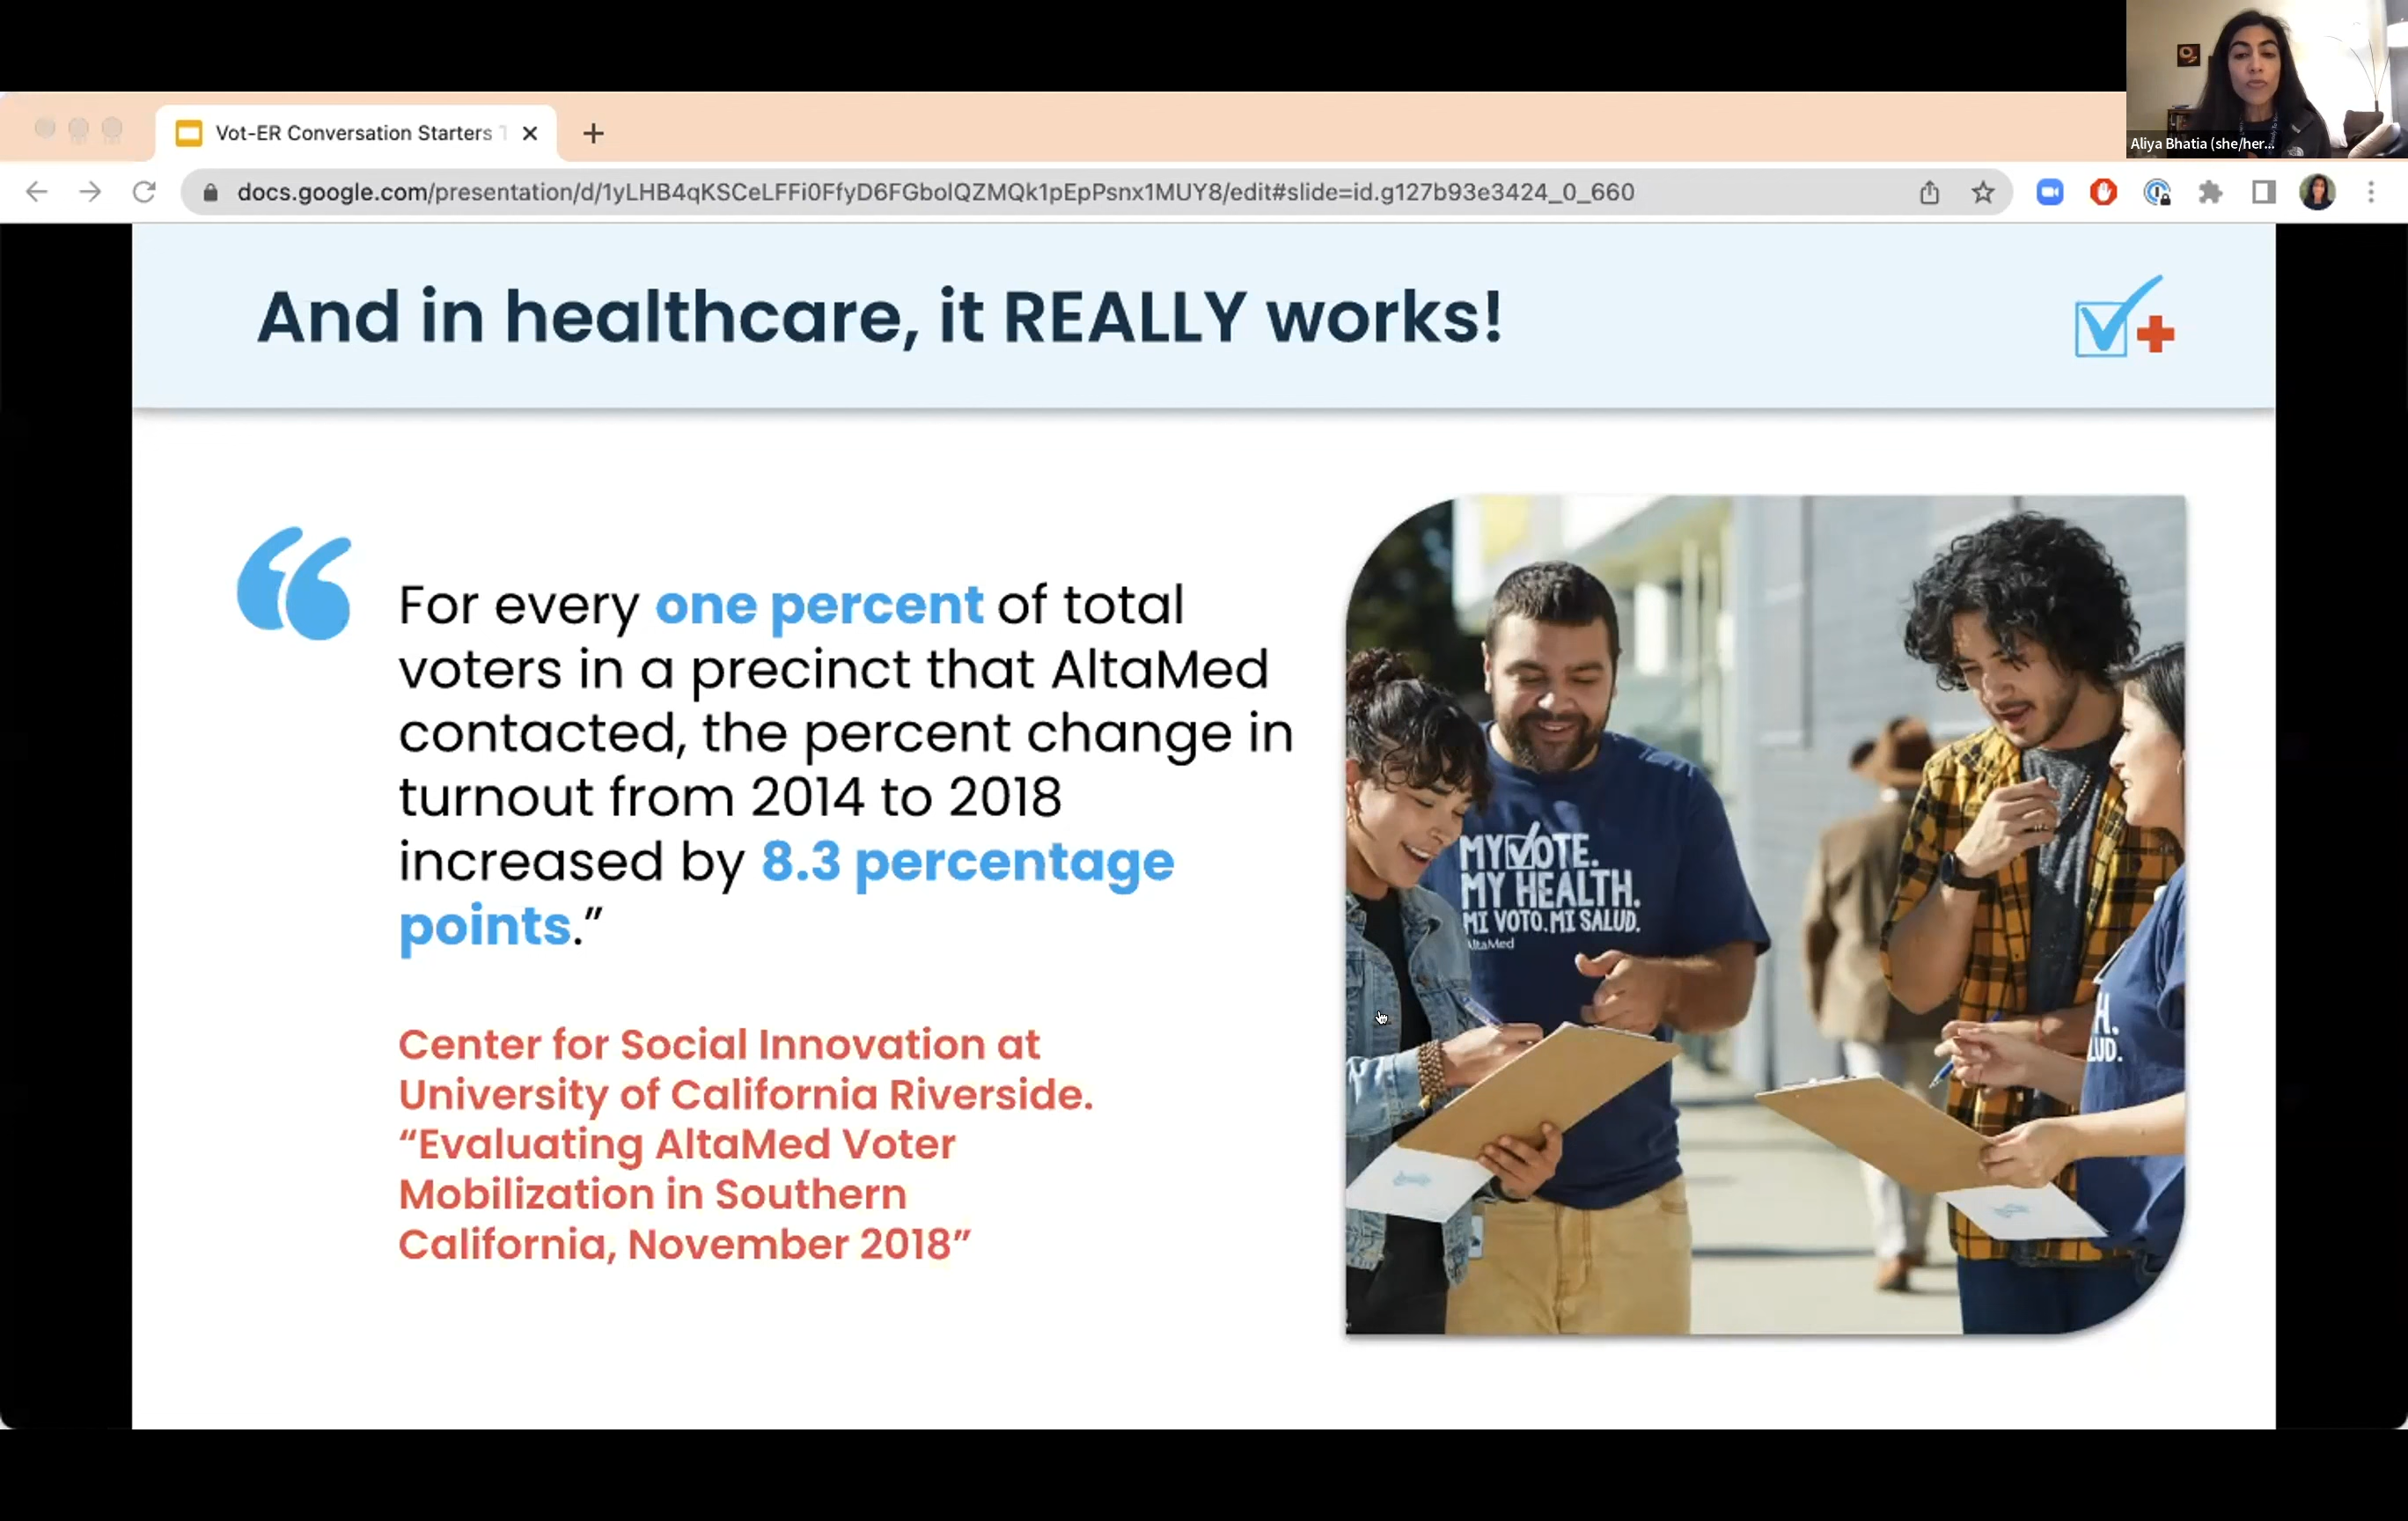 Aliya Bhatia (she/her...
Vot-ER Conversation Starters
docs.google.com/presentation/d/1yLHB4qKSCeLFFi0FfyD6FGbolQZMQk1pEpPsnx1MUY8/edit#slide=id.g127b93e3424_0_660
And in healthcare, it REALLY works!
“
For every one percent of total
voters in a precinct that AltaMed
contacted, the percent change in
turnout from 2014 to 2018
increased by 8.3 percentage
points.”
Center for Social Innovation at
University of California Riverside.
“Evaluating AltaMed Voter
Mobilization in Southern
California, November 2018”
MY VOTE.
MY HEALTH.
MI VOTO. MI SALUD.
AltaMed
H.
LUD.